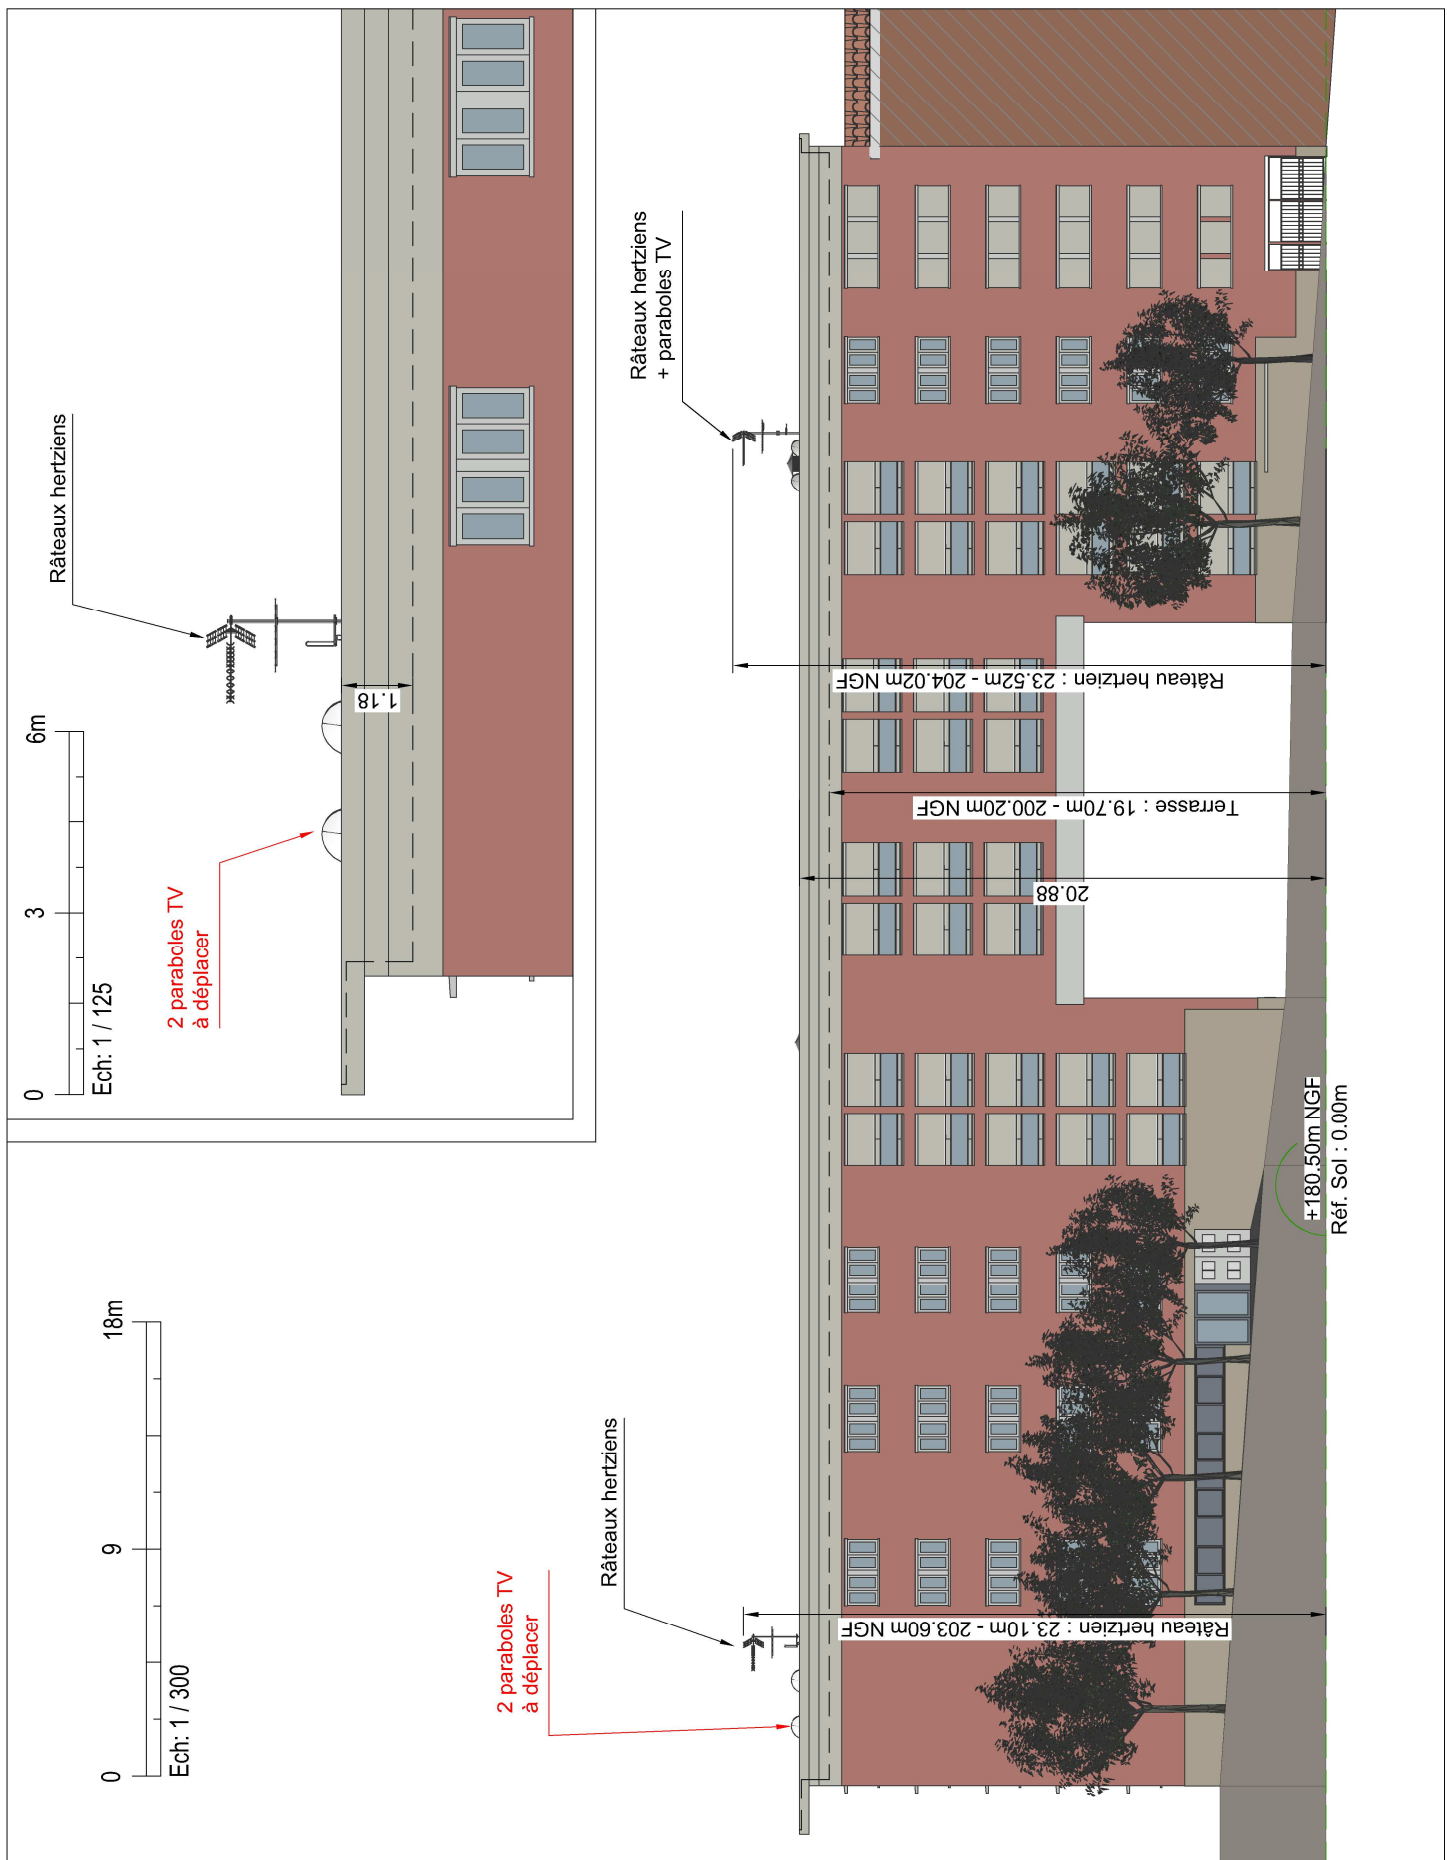 0
3
6m
Ech: 1 / 125
2 paraboles TV
à déplacer
Râteaux hertziens
1.18
0
9
18m
Ech: 1 / 300
2 paraboles TV
à déplacer
Râteaux hertziens
Râteaux hertziens
+ paraboles TV
Râteau hertzien : 23.10m - 203.60m NGF
20.88
Terrasse : 19.70m - 200.20m NGF
Râteau hertzien : 23.52m - 204.02m NGF
+180.50m NGF
Réf. Sol : 0.00m